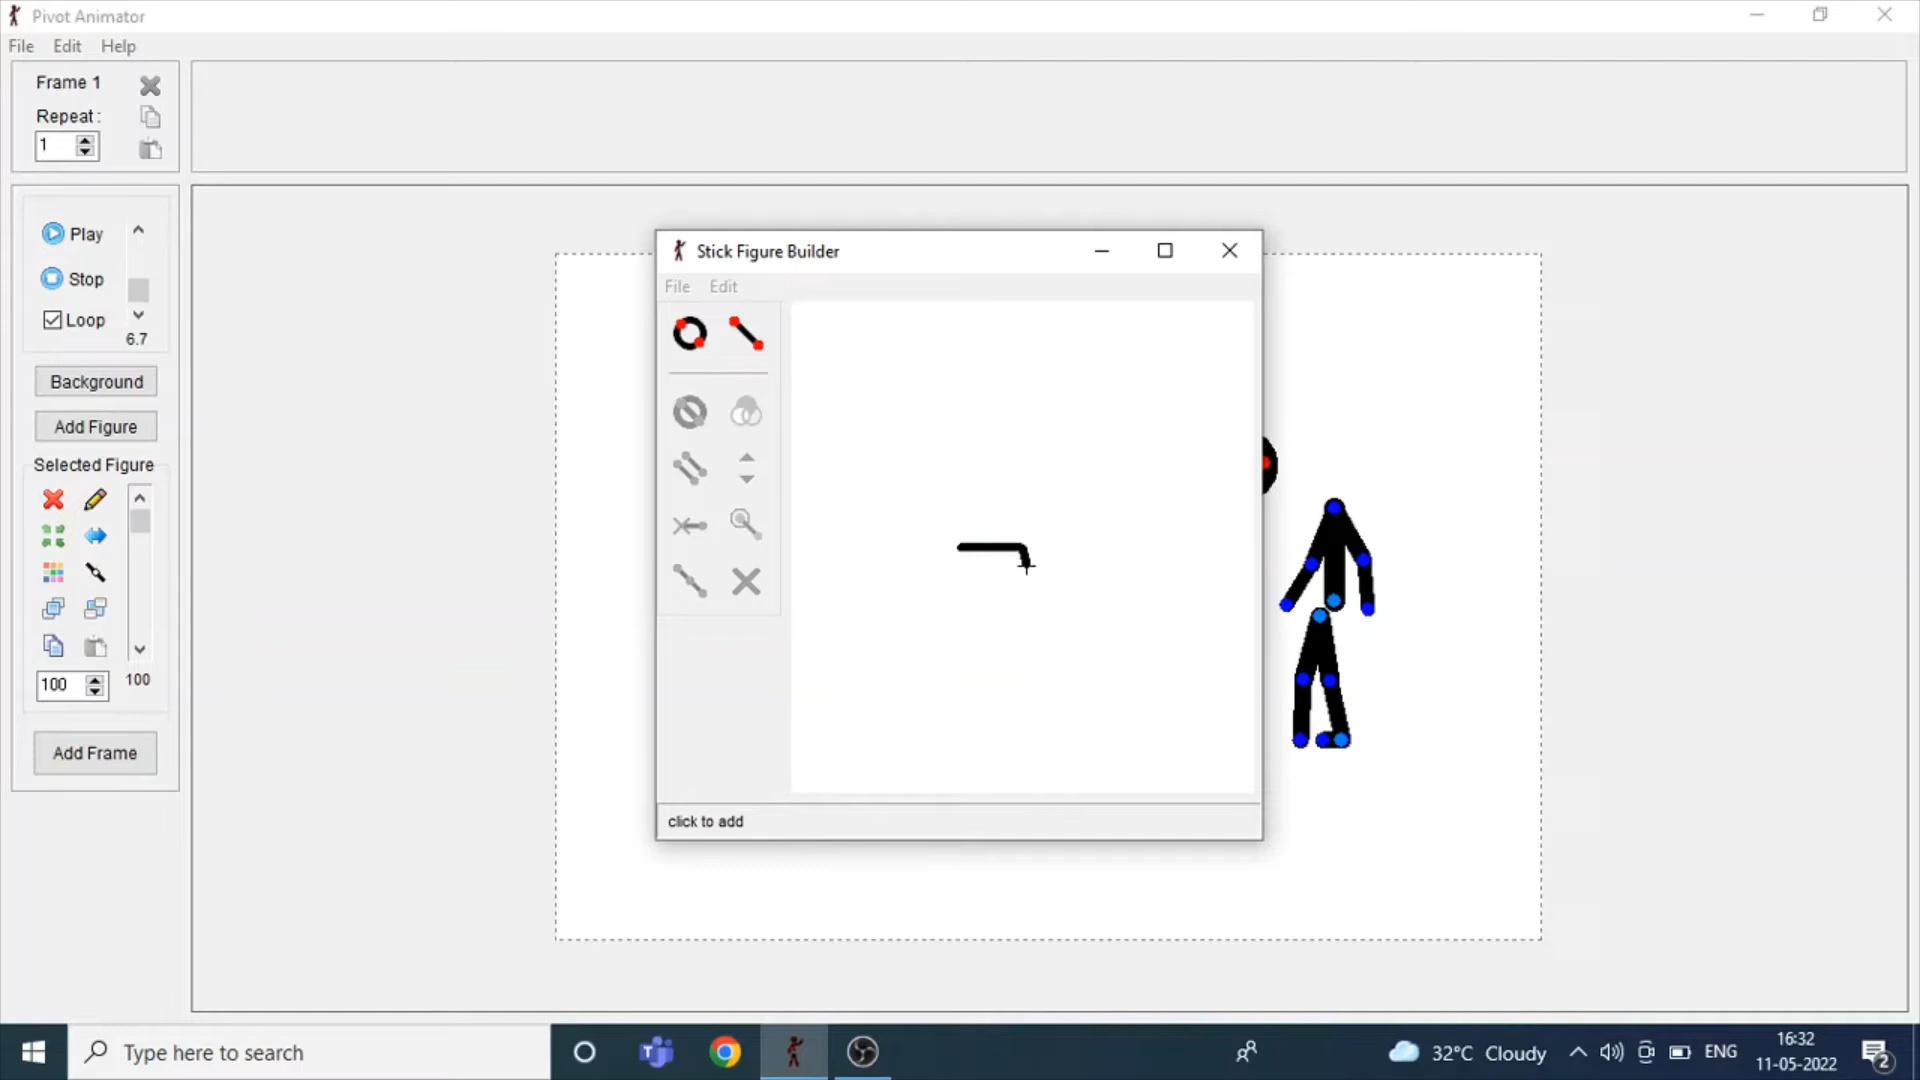 Pivot Animator
File Edit Help
Frame 1
Repeat :
1
Play
Stop
Loop
6.7
Background
Add Figure
Selected Figure
100
100
Add Frame
Stick Figure Builder
File Edit
click to add
Type here to search
T
32°C Cloudy
ENG
16:32
11-05-2022
2